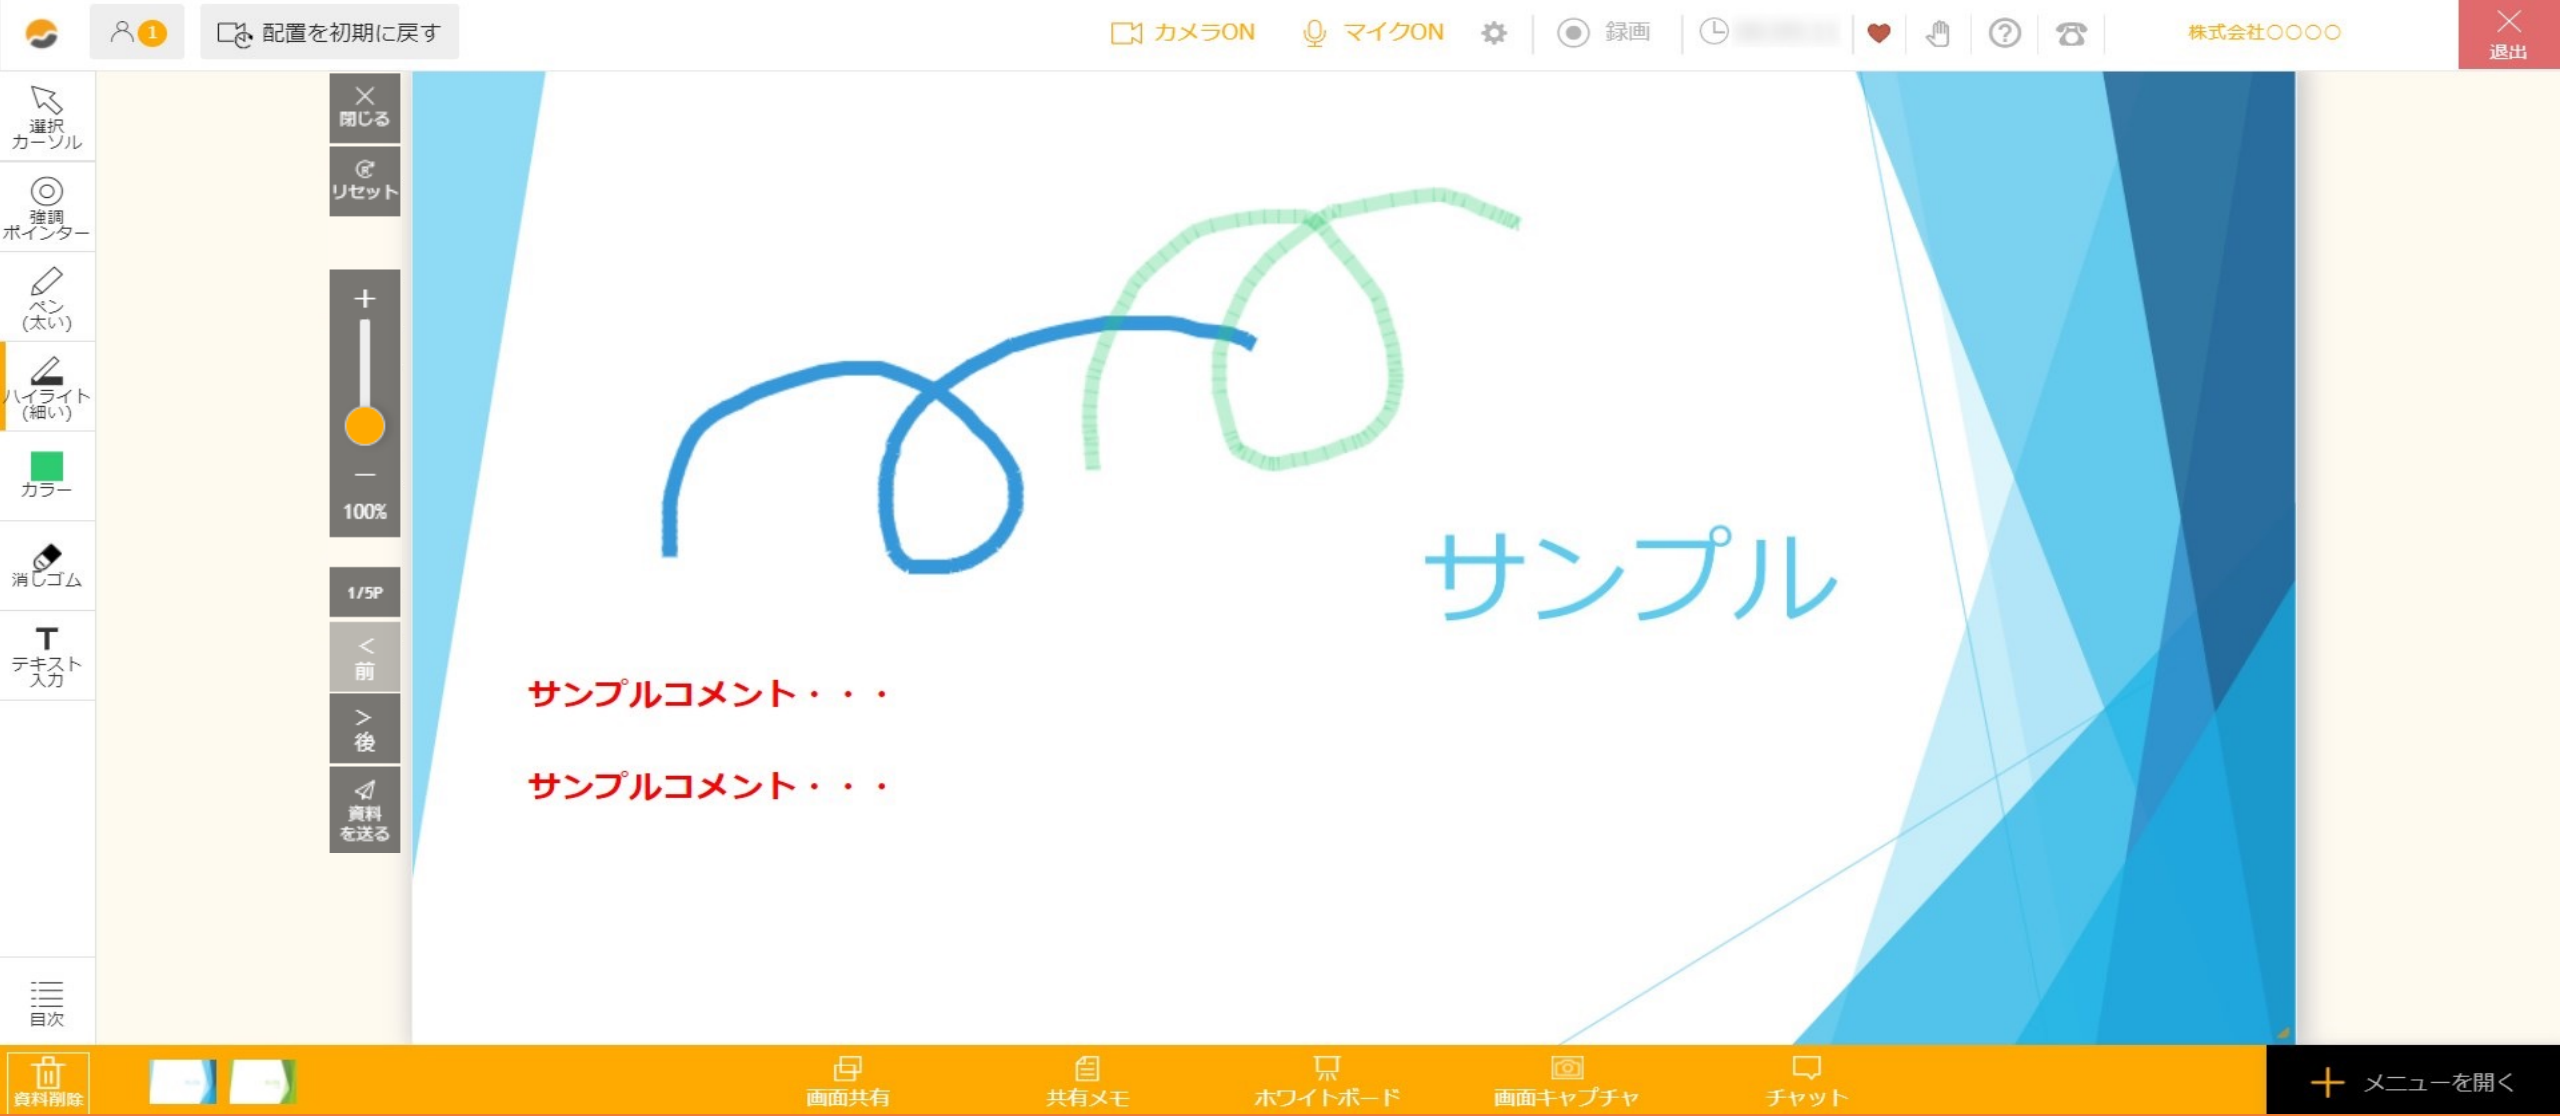 1
配置を初期に戻す
カメラON
マイクON
録画
株式会社○○○○
退出
選択
カーソル
強調
ポインター
ペン
(太い)
ハイライト
(細い)
カラー
消しゴム
T
テキスト
入力
目次
閉じる
R
リセット
+
−
100%
1/5P
<
前
>
後
資料
を送る
サンプル
サンプルコメント・・・
サンプルコメント・・・
資料削除
画面共有
共有メモ
ホワイトボード
画面キャプチャ
チャット
メニューを開く